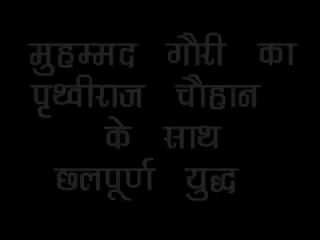 मुहम्मद गौरी का
पृथ्वीराज चौहान
के साथ
छलपूर्ण युद्ध